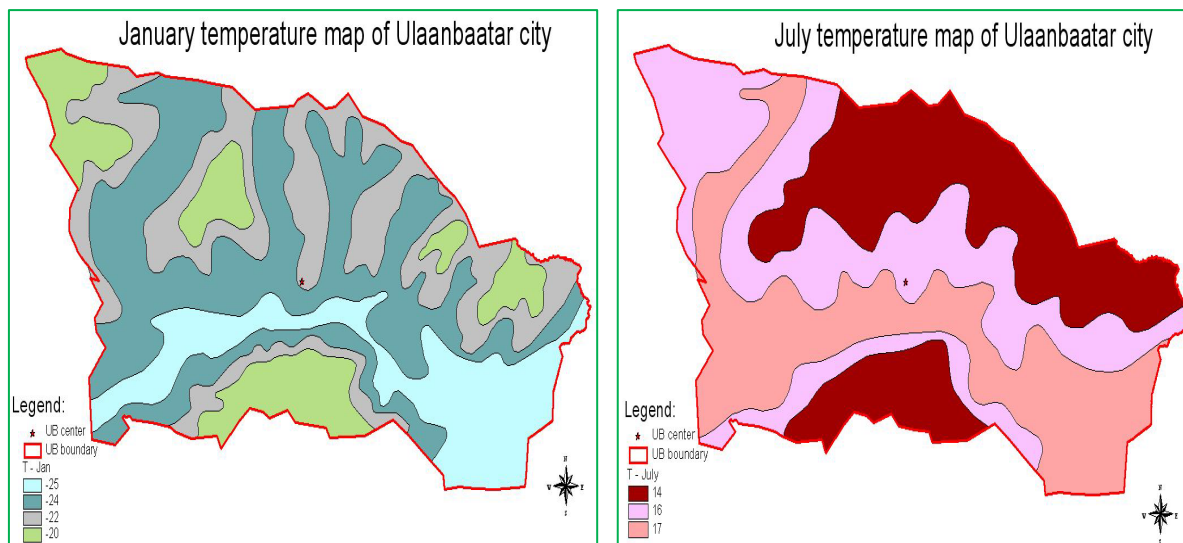 January temperature map of Ulaanbaatar city
Legend:
UB center
UB boundary
T - Jan
-25
-24
-22
-20
N
W E
S
July temperature map of Ulaanbaatar city
Legend:
UB center
UB boundary
T - July
14
16
17
N
W E
S